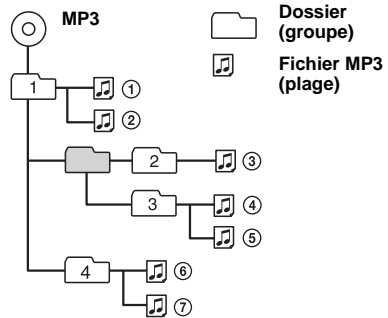 MP3
Dossier
(groupe)
Fichier MP3
(plage)
1
①
②
2
③
3
④
⑤
4
⑥
⑦